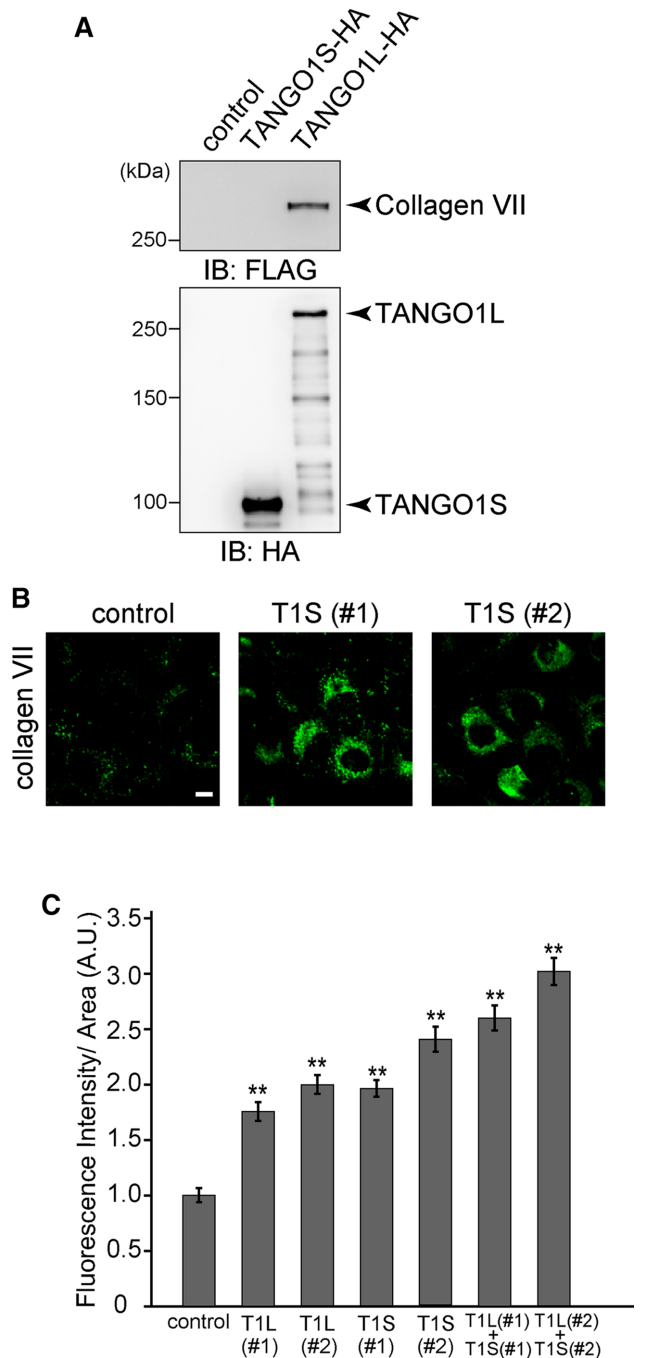 A
control
TANGO1S-HA
TANGO1L-HA
(kDa)
Collagen VII
250
IB: FLAG
TANGO1L
250
150
100
TANGO1S
IB: HA
B
control
T1S (#1)
T1S (#2)
collagen VII
C
Fluorescence Intensity/ Area (A.U.)
3.5
3.0
2.5
2.0
1.5
1.0
0.5
0
**
**
**
**
**
**
control
T1L
(#1)
T1L
(#2)
T1S
(#1)
T1S
(#2)
T1L(#1)
+
T1S(#1)
T1L(#2)
+
T1S(#2)